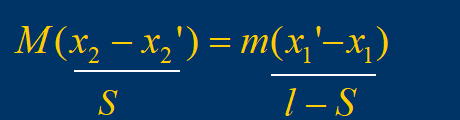 M(x₂ − x₂') = m(x₁'−x₁)
S l − S